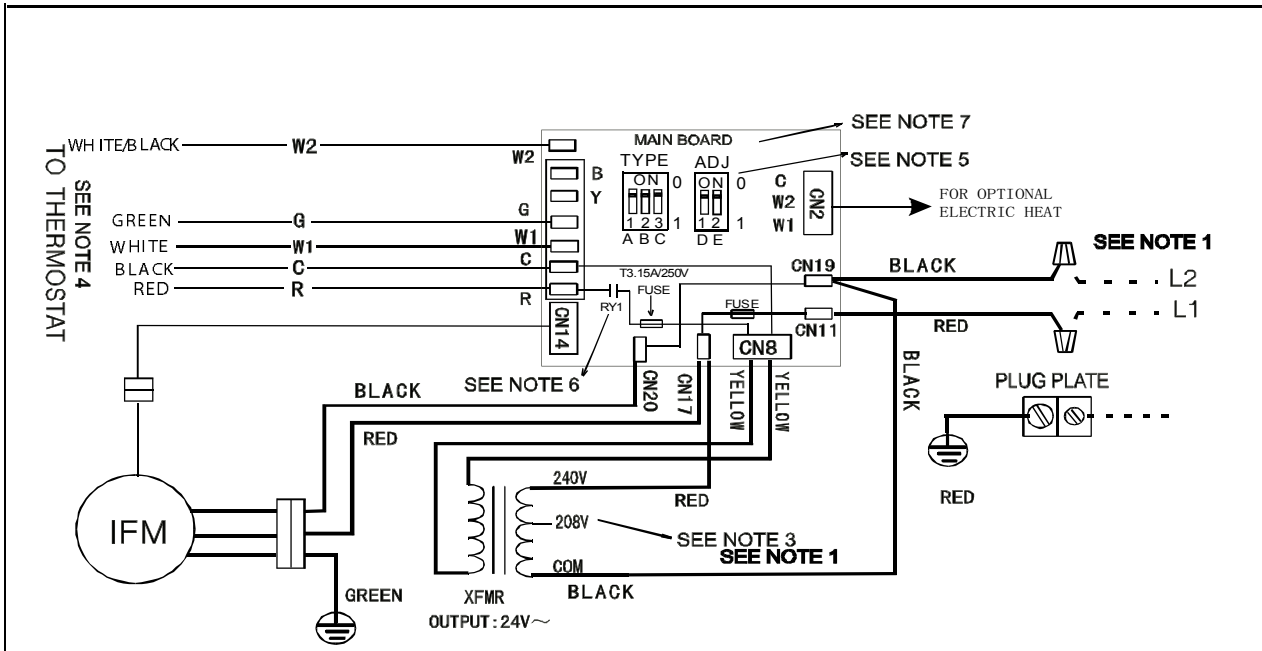 MAIN BOARD
SEE NOTE 7
WHITE/BLACK
W2
W2
TYPE
ADJ
SEE NOTE 5
TO THERMOSTAT
SEE NOTE 4
B
ON
0
ON
0
C
CN2
FOR OPTIONAL
ELECTRIC HEAT
Y
W2
GREEN
G
G
1 2 3
1
1 2
1
W1
WHITE
W1
W1
A B C
D E
SEE NOTE 1
BLACK
C
C
T3.15A/250V
CN19
BLACK
L2
RED
R
R
FUSE
FUSE
L1
RY1
CN11
RED
CN14
CN8
SEE NOTE 6
CN20
CN17
YELLOW
YELLOW
BLACK
PLUG PLATE
BLACK
RED
240V
RED
RED
IFM
208V
SEE NOTE 3
SEE NOTE 1
COM
GREEN
XFMR
BLACK
OUTPUT:24V~